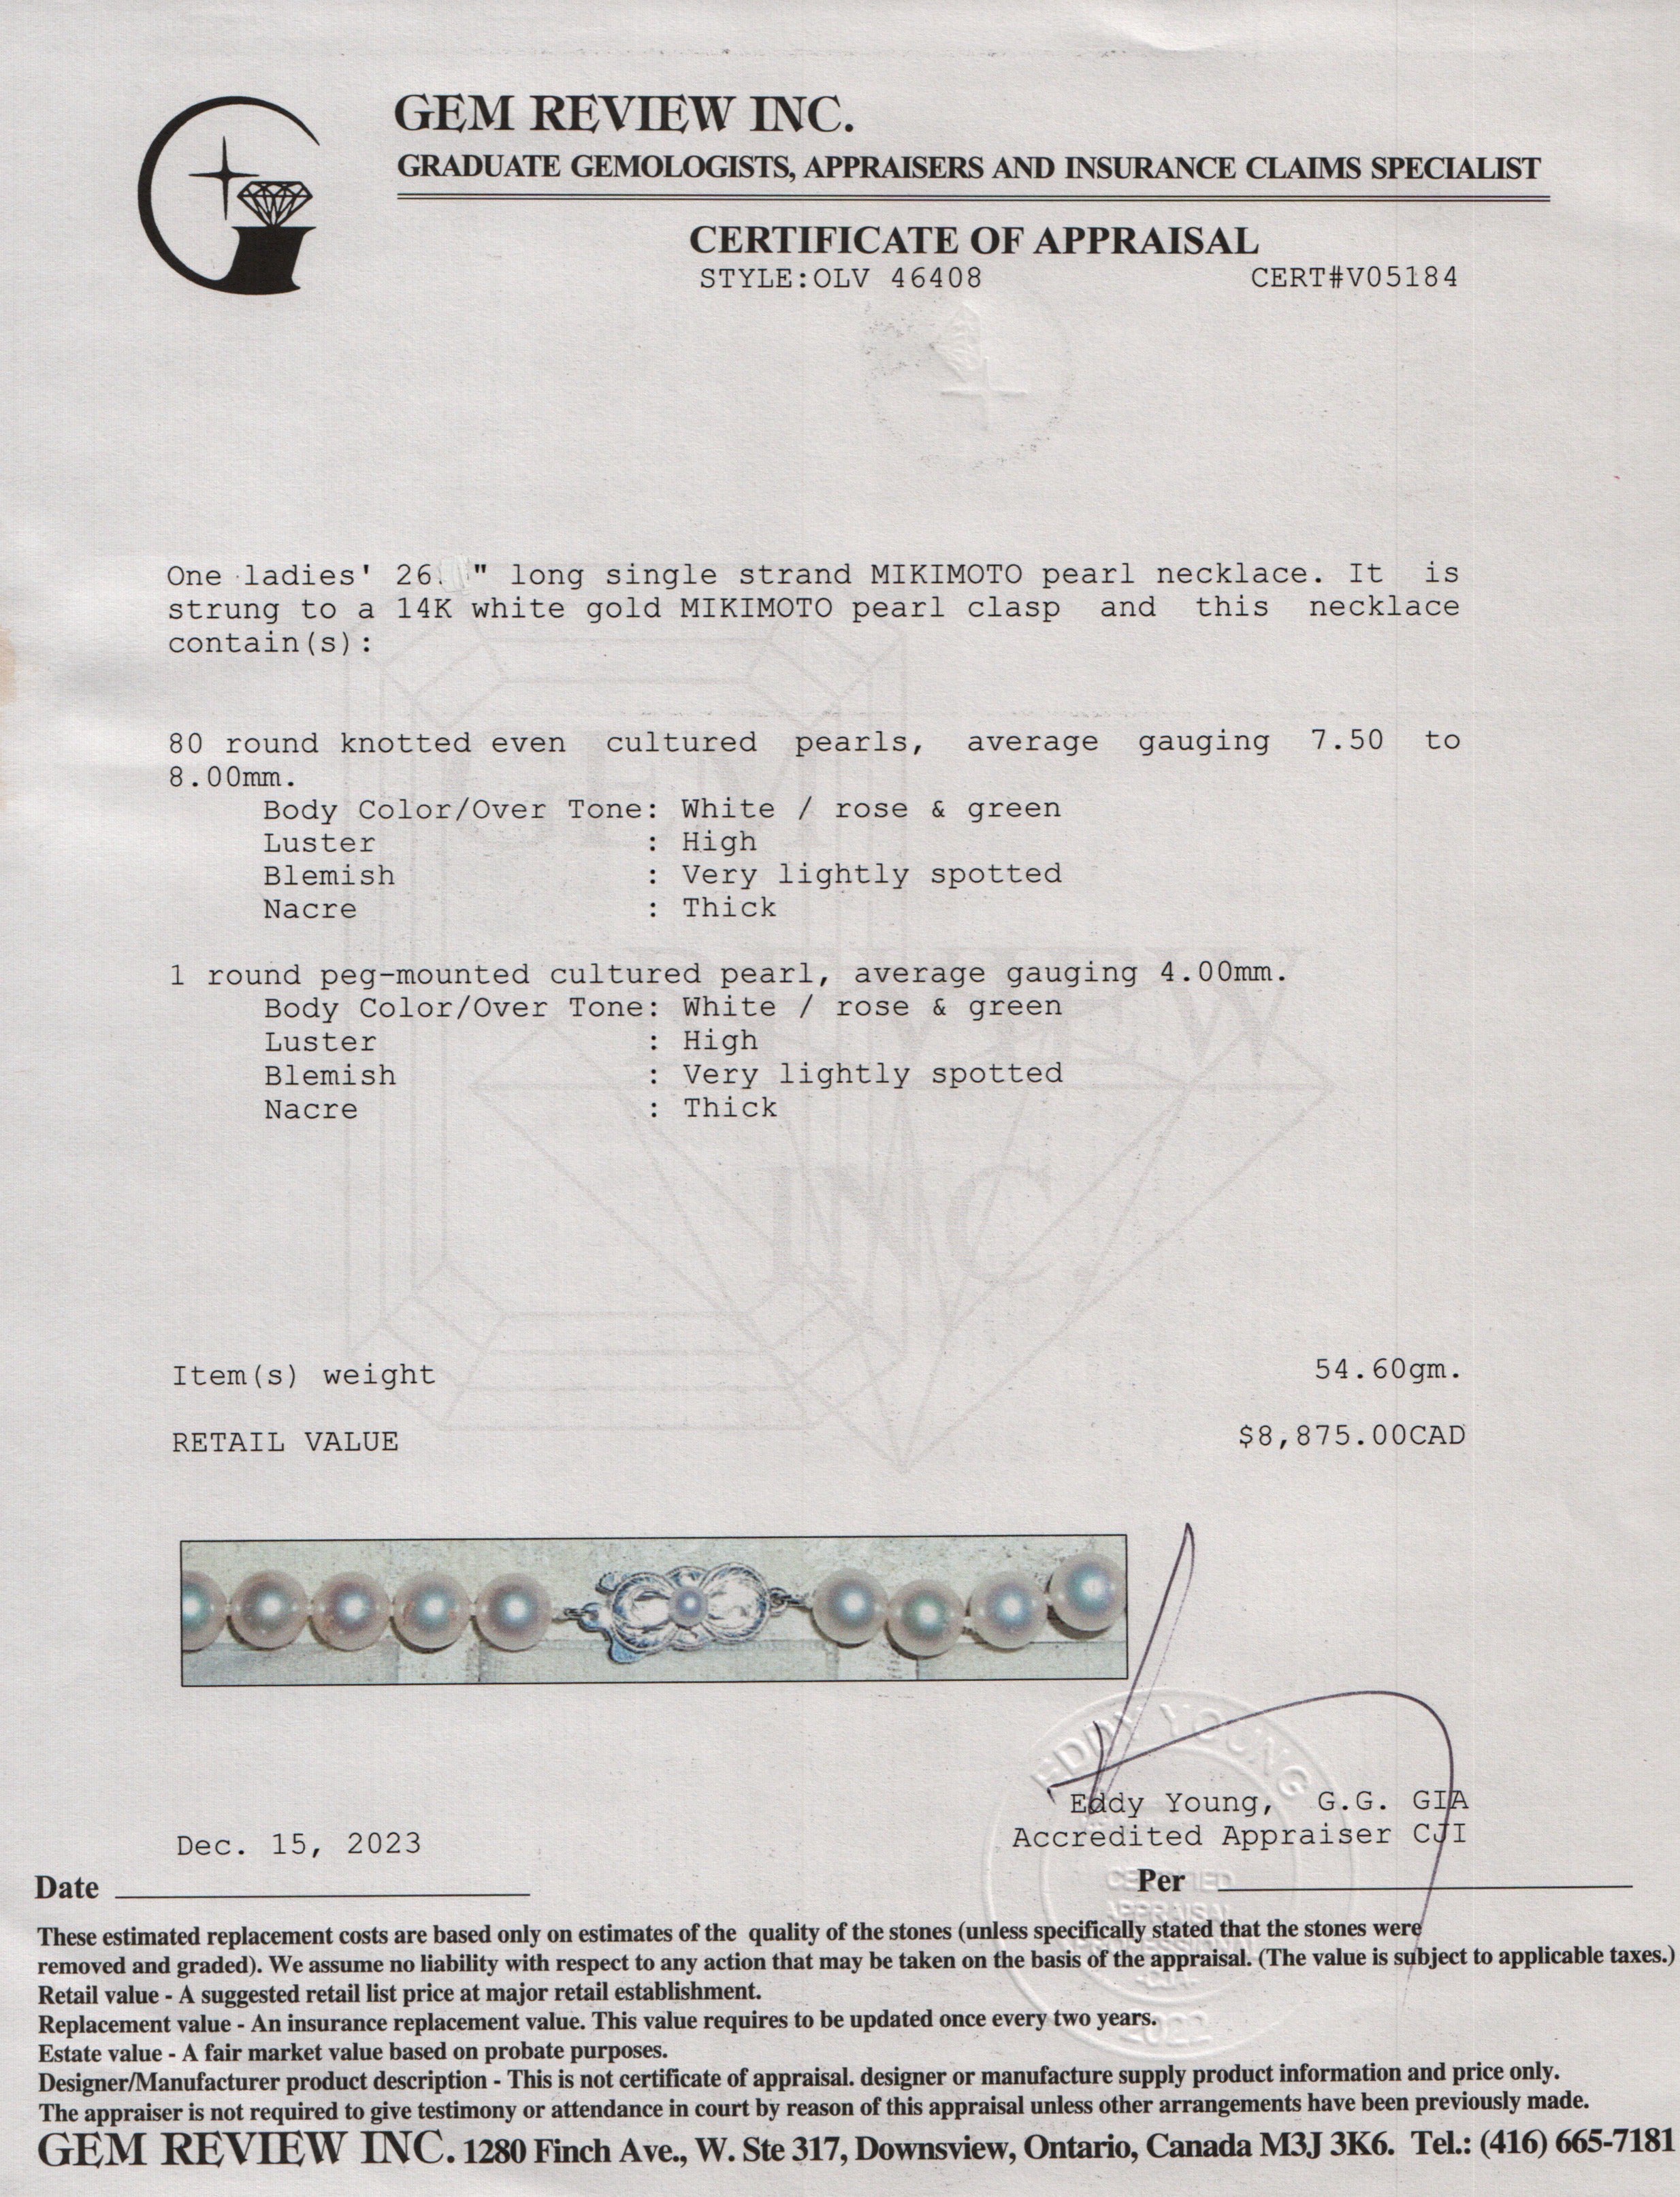 GEM REVIEW INC.
GRADUATE GEMOLOGISTS, APPRAISERS AND INSURANCE CLAIMS SPECIALIST
CERTIFICATE OF APPRAISAL
STYLE:OLV 46408 CERT#V05184
One ladies' 26. " long single strand MIKIMOTO pearl necklace. It is
strung to a 14K white gold MIKIMOTO pearl clasp and this necklace
contain(s):
80 round knotted even cultured pearls, average gauging 7.50 to
8.00mm.
Body Color/Over Tone: White / rose & green
Luster : High
Blemish : Very lightly spotted
Nacre : Thick
1 round peg-mounted cultured pearl, average gauging 4.00mm.
Body Color/Over Tone: White / rose & green
Luster : High
Blemish : Very lightly spotted
Nacre : Thick
GEM
REVIEW
INC.
Item(s) weight 54.60gm.
RETAIL VALUE $8,875.00CAD
EDDY YOUNG
Eddy Young, G.G. GIA
Accredited Appraiser CJI
Dec. 15, 2023
Date
Per
CERTIFIED
APPRAISAL
PROFESSIONAL
2022
These estimated replacement costs are based only on estimates of the quality of the stones (unless specifically stated that the stones were
removed and graded). We assume no liability with respect to any action that may be taken on the basis of the appraisal. (The value is subject to applicable taxes.)
Retail value - A suggested retail list price at major retail establishment.
Replacement value - An insurance replacement value. This value requires to be updated once every two years.
Estate value - A fair market value based on probate purposes.
Designer/Manufacturer product description - This is not certificate of appraisal. designer or manufacture supply product information and price only.
The appraiser is not required to give testimony or attendance in court by reason of this appraisal unless other arrangements have been previously made.
GEM REVIEW INC. 1280 Finch Ave., W. Ste 317, Downsview, Ontario, Canada M3J 3K6. Tel.: (416) 665-7181